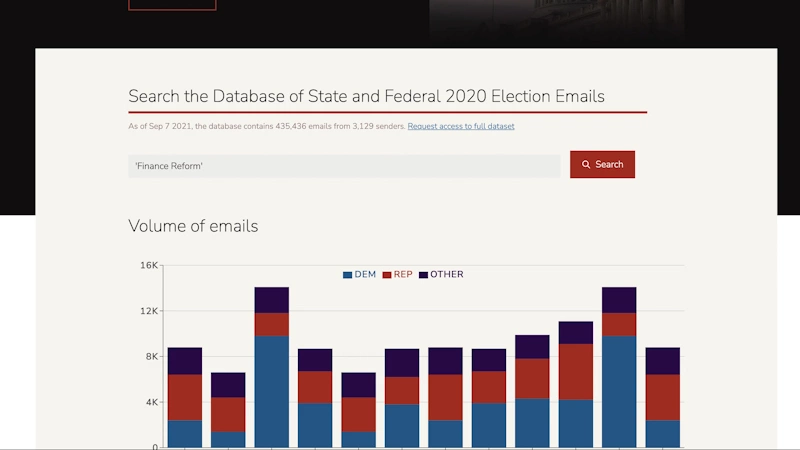 Search the Database of State and Federal 2020 Election Emails
As of Sep 7 2021, the database contains 435,436 emails from 3,129 senders. Request access to full dataset
'Finance Reform'
Search
Volume of emails
16K
DEM REP OTHER
12K
8K
4K
0